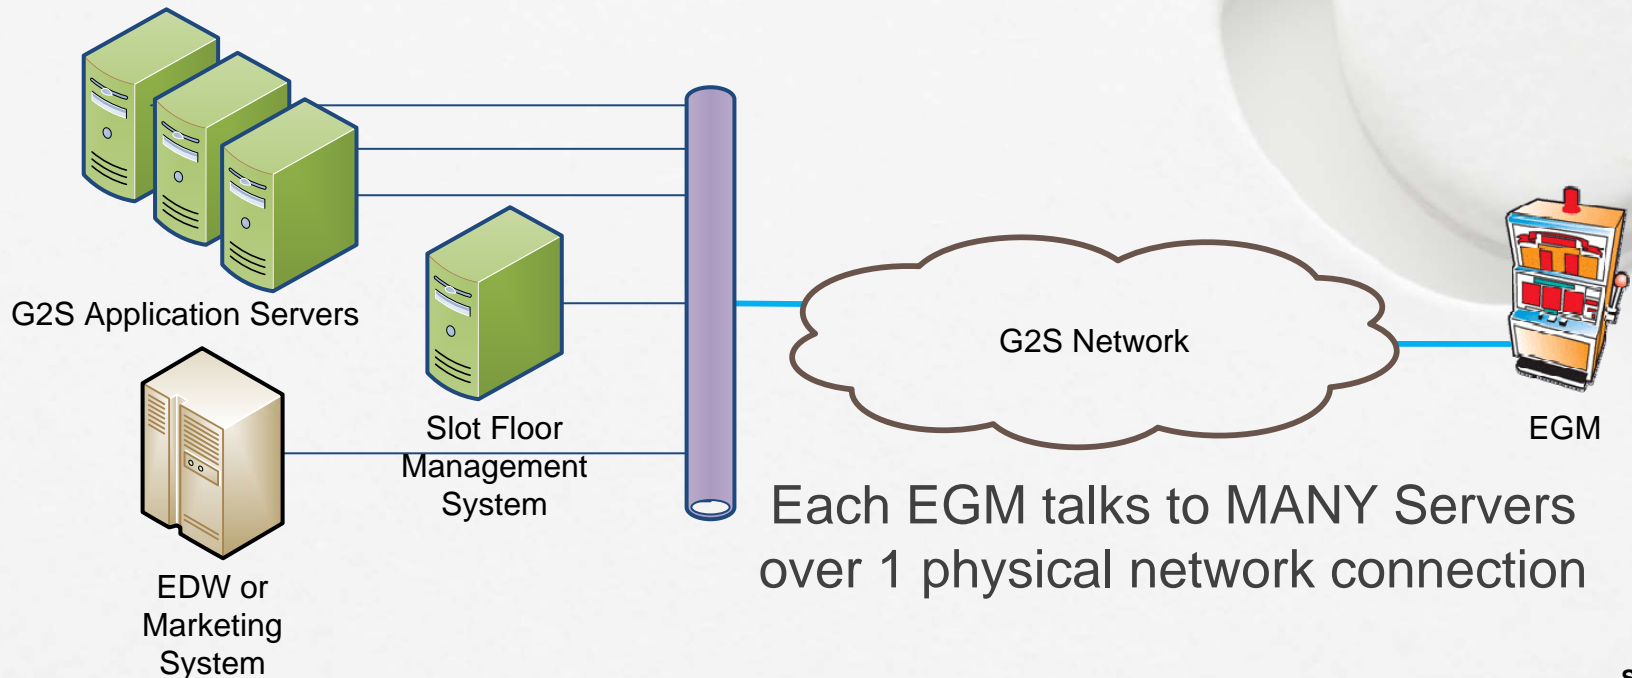 G2S Application Servers
Slot Floor
Management
System
EDW or
Marketing
System
G2S Network
EGM
Each EGM talks to MANY Servers
over 1 physical network connection